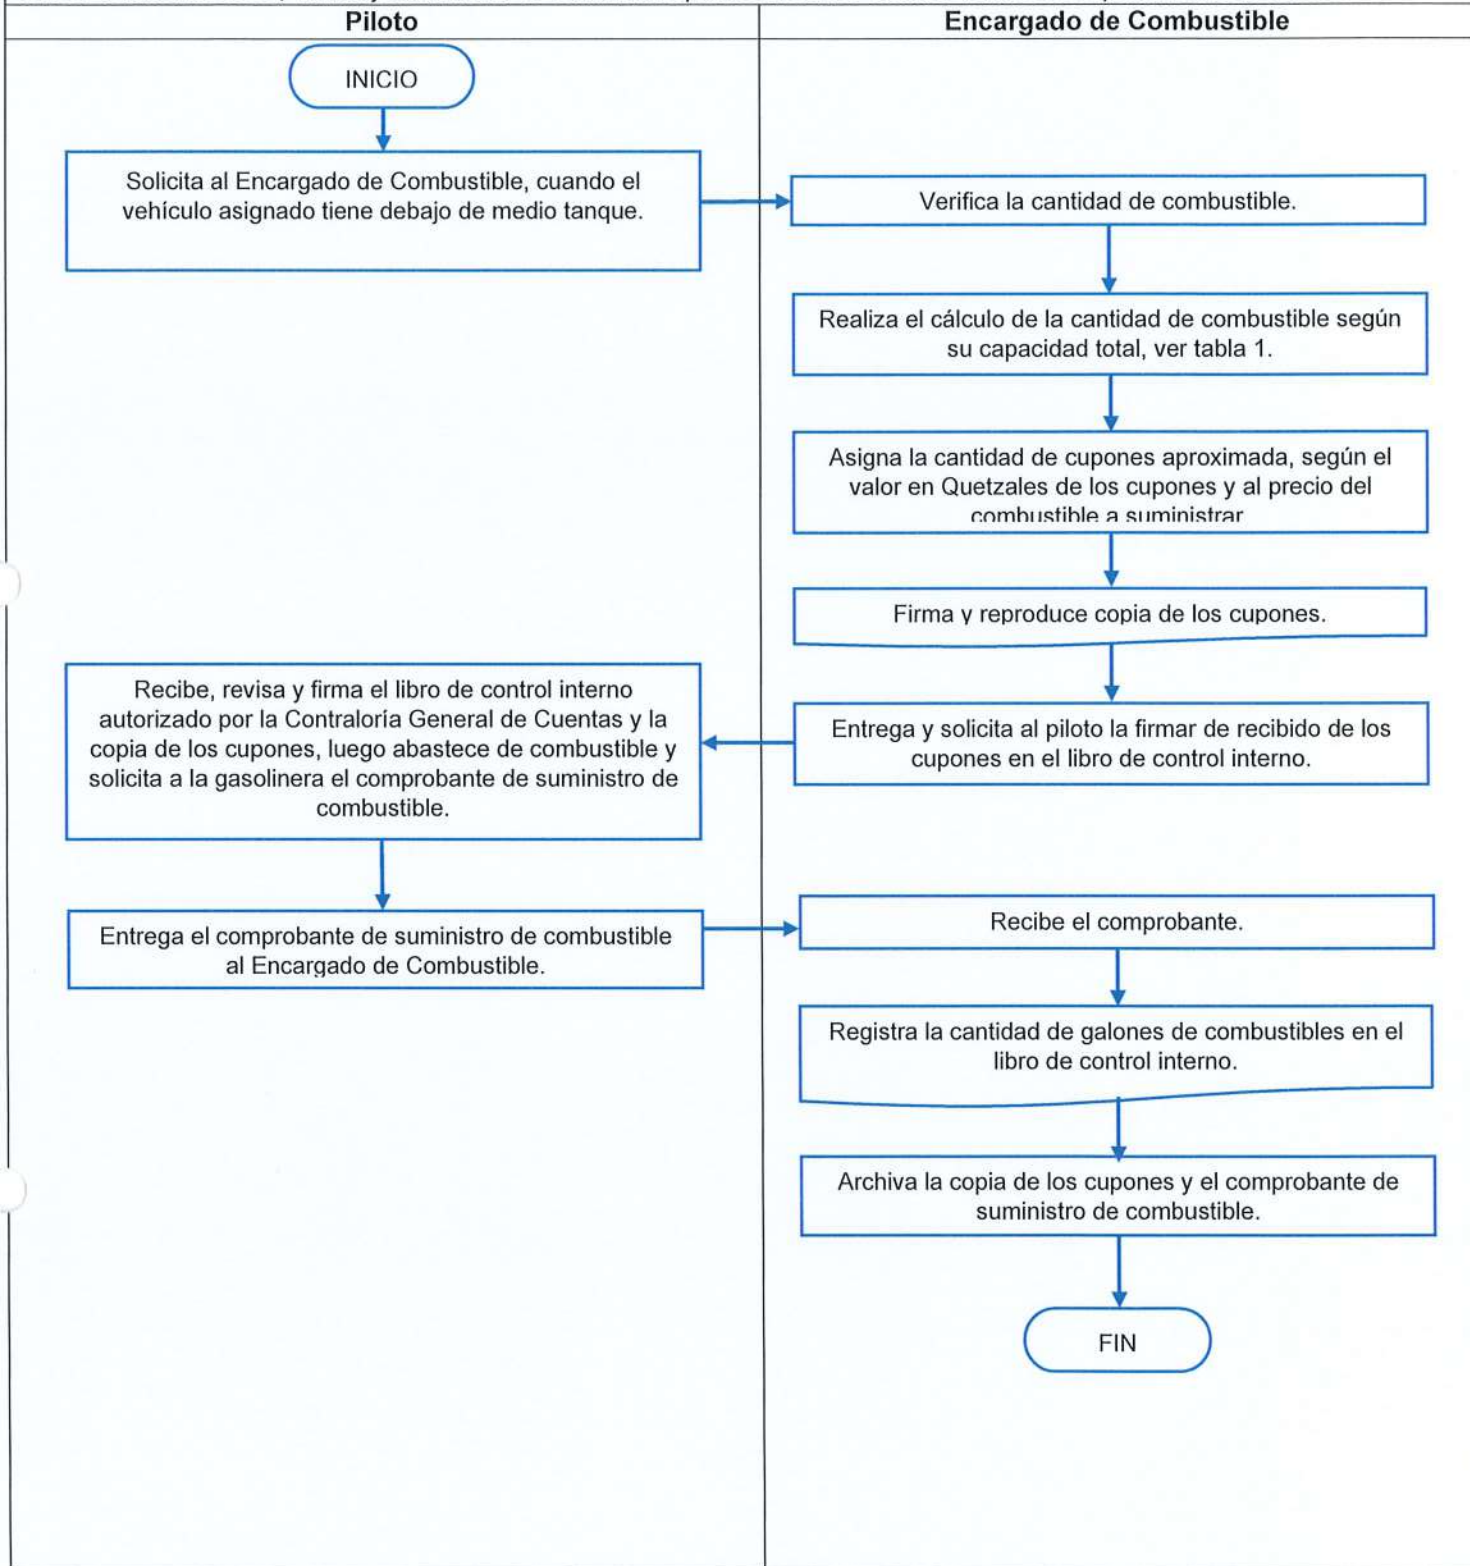 Piloto
Encargado de Combustible
INICIO
Solicita al Encargado de Combustible, cuando el
vehículo asignado tiene debajo de medio tanque.
Verifica la cantidad de combustible.
Realiza el cálculo de la cantidad de combustible según
su capacidad total, ver tabla 1.
Asigna la cantidad de cupones aproximada, según el
valor en Quetzales de los cupones y al precio del
combustible a suministrar
Firma y reproduce copia de los cupones.
Entrega y solicita al piloto la firmar de recibido de los
cupones en el libro de control interno.
Recibe, revisa y firma el libro de control interno
autorizado por la Contraloría General de Cuentas y la
copia de los cupones, luego abastece de combustible y
solicita a la gasolinera el comprobante de suministro de
combustible.
Entrega el comprobante de suministro de combustible
al Encargado de Combustible.
Recibe el comprobante.
Registra la cantidad de galones de combustibles en el
libro de control interno.
Archiva la copia de los cupones y el comprobante de
suministro de combustible.
FIN